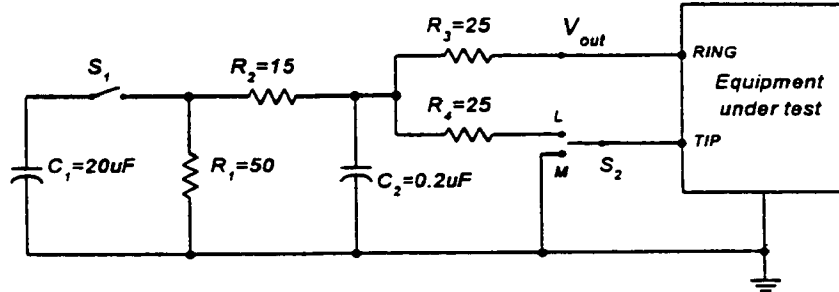 R3=25
Vout
RING
S1
R2=15
Equipment
under test
R4=25
L
TIP
C1=20uF
R1=50
C2=0.2uF
M
S2